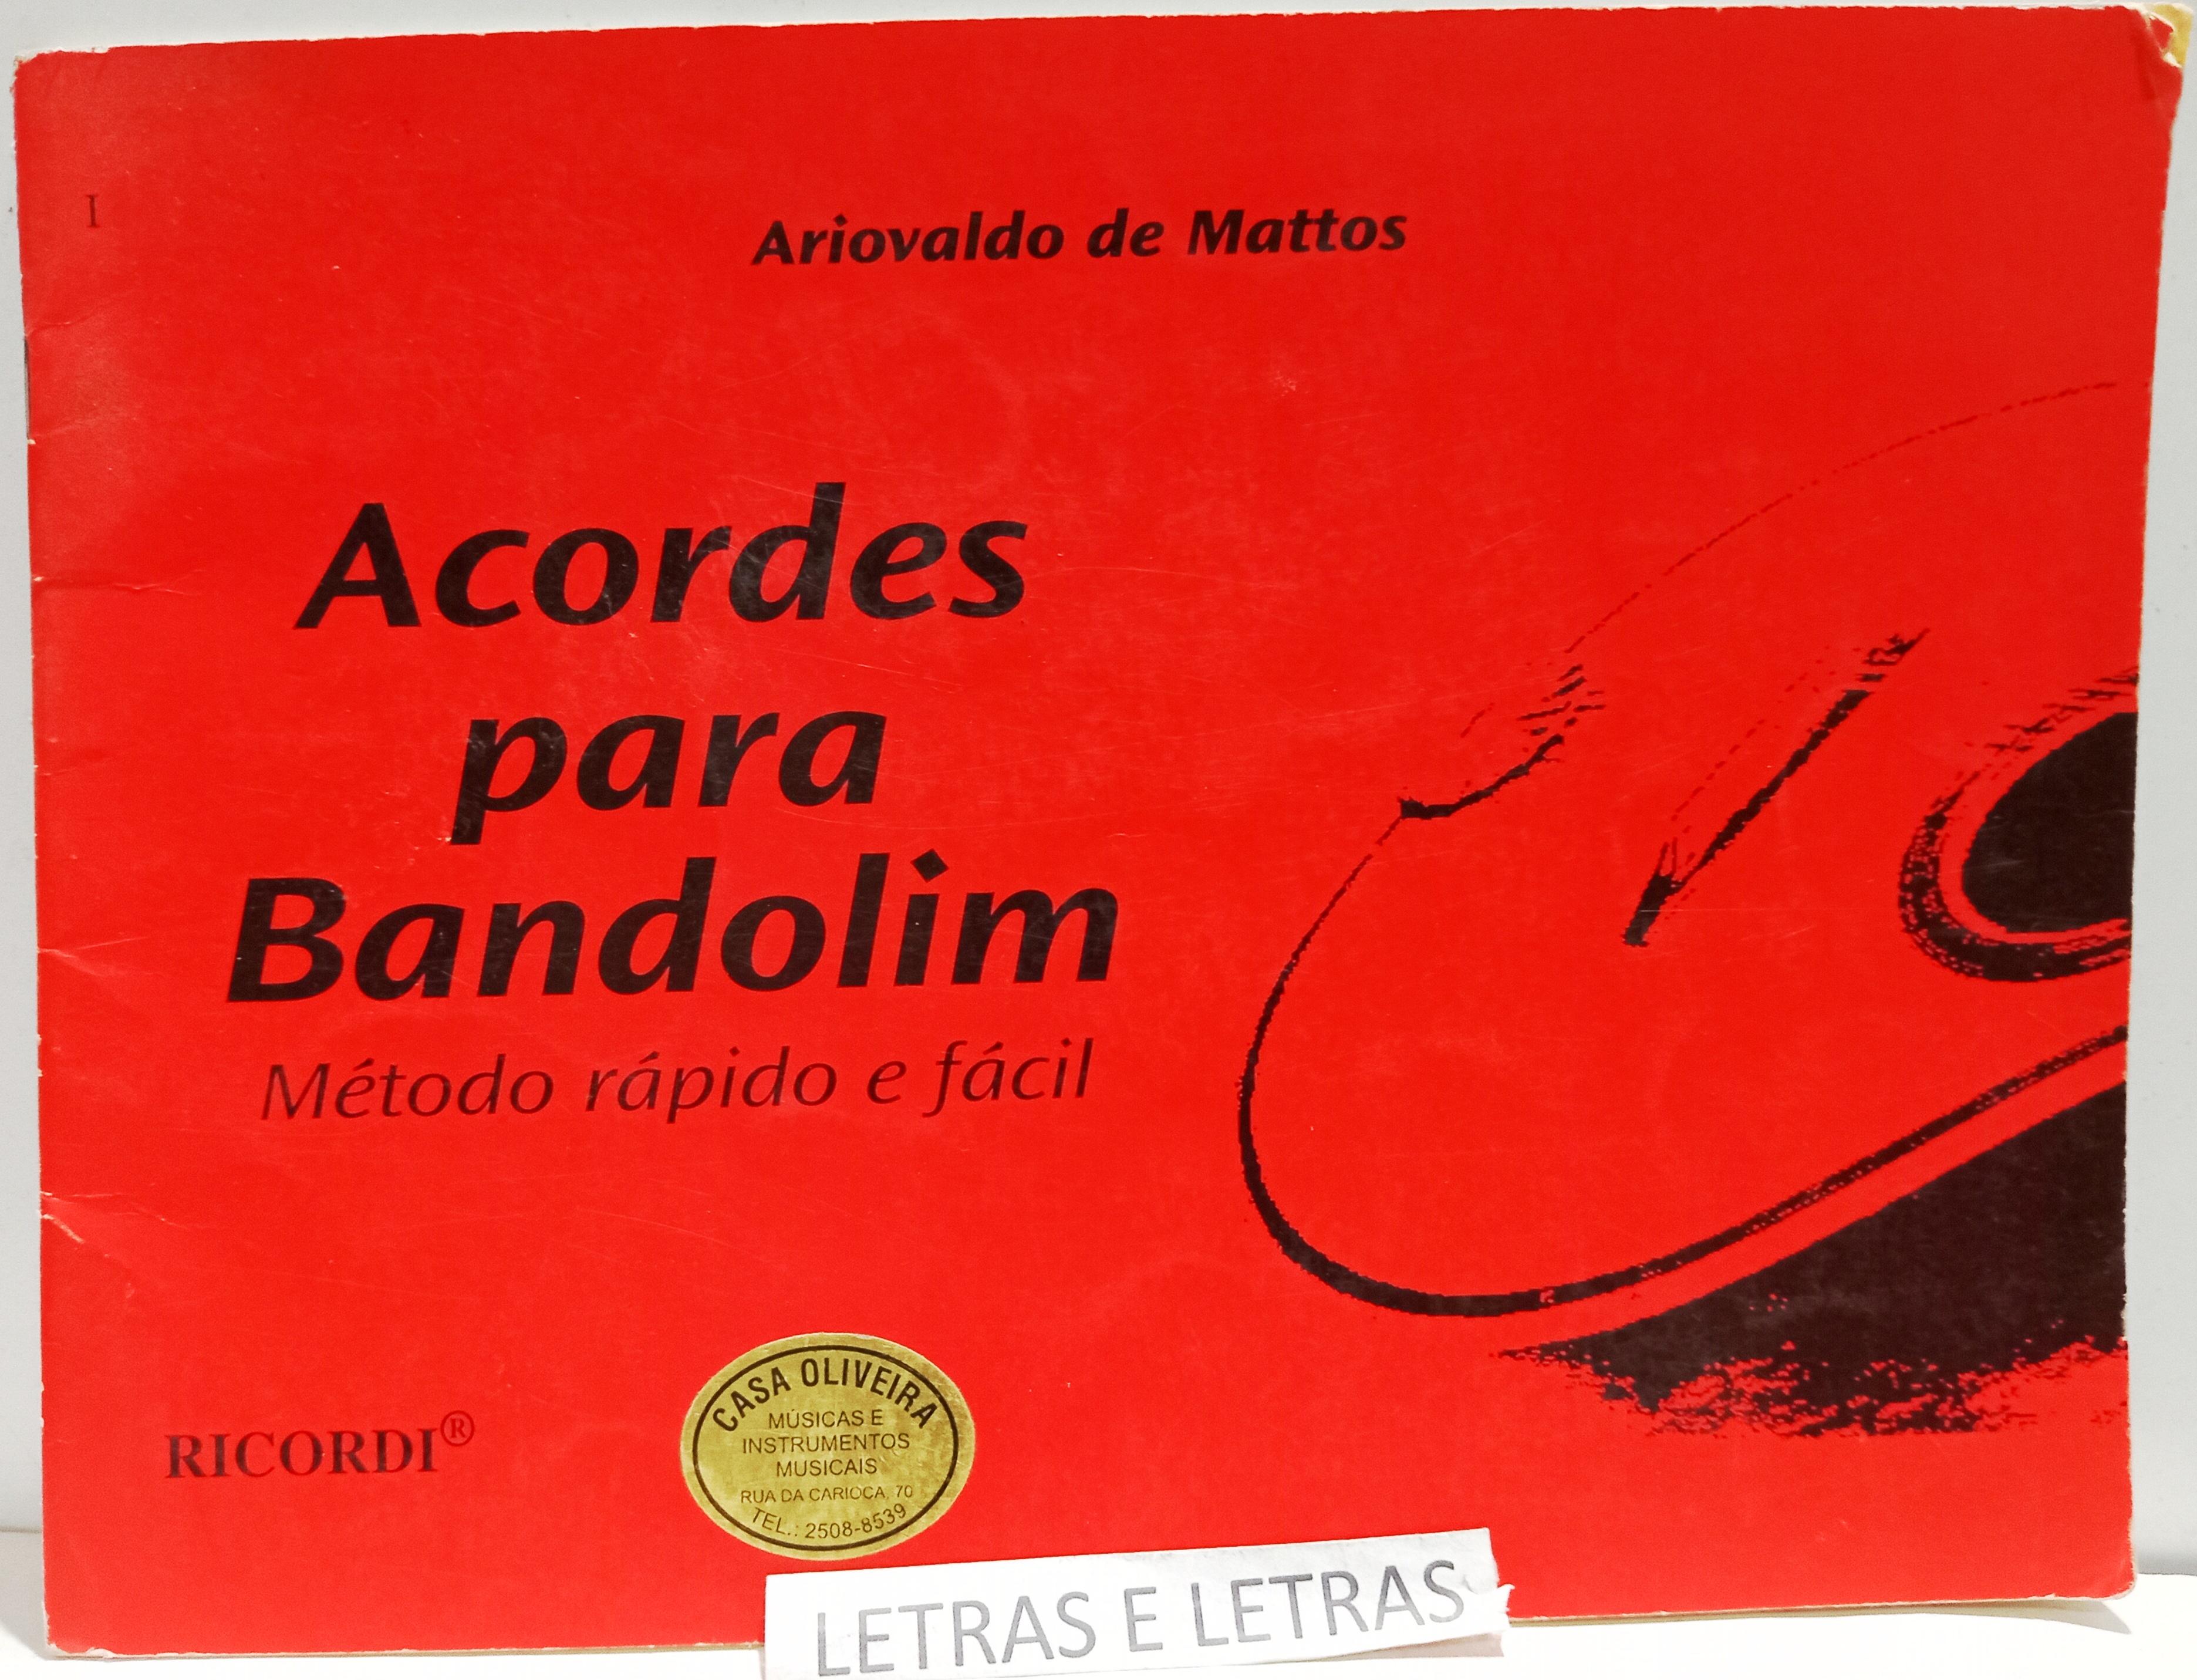 I
Ariovaldo de Mattos
Acordes
para
Bandolim
Método rápido e fácil
RICORDI®
CASA OLIVEIRA
MÚSICAS E
INSTRUMENTOS
MUSICAIS
RUA DA CARIOCA, 70
TEL.: 2508-8539
LETRAS E LETRAS